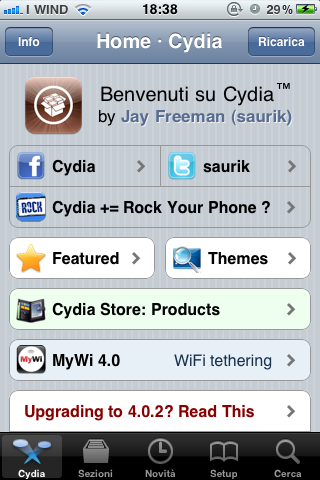 I WIND 18:38 29%
Info Home · Cydia Ricarica
Benvenuti su Cydia™
by Jay Freeman (saurik)
Cydia saurik
ROCK Cydia += Rock Your Phone ?
Featured Themes
Cydia Store: Products
MyWi MyWi 4.0 WiFi tethering
Upgrading to 4.0.2? Read This
Cydia Sezioni Novità Setup Cerca